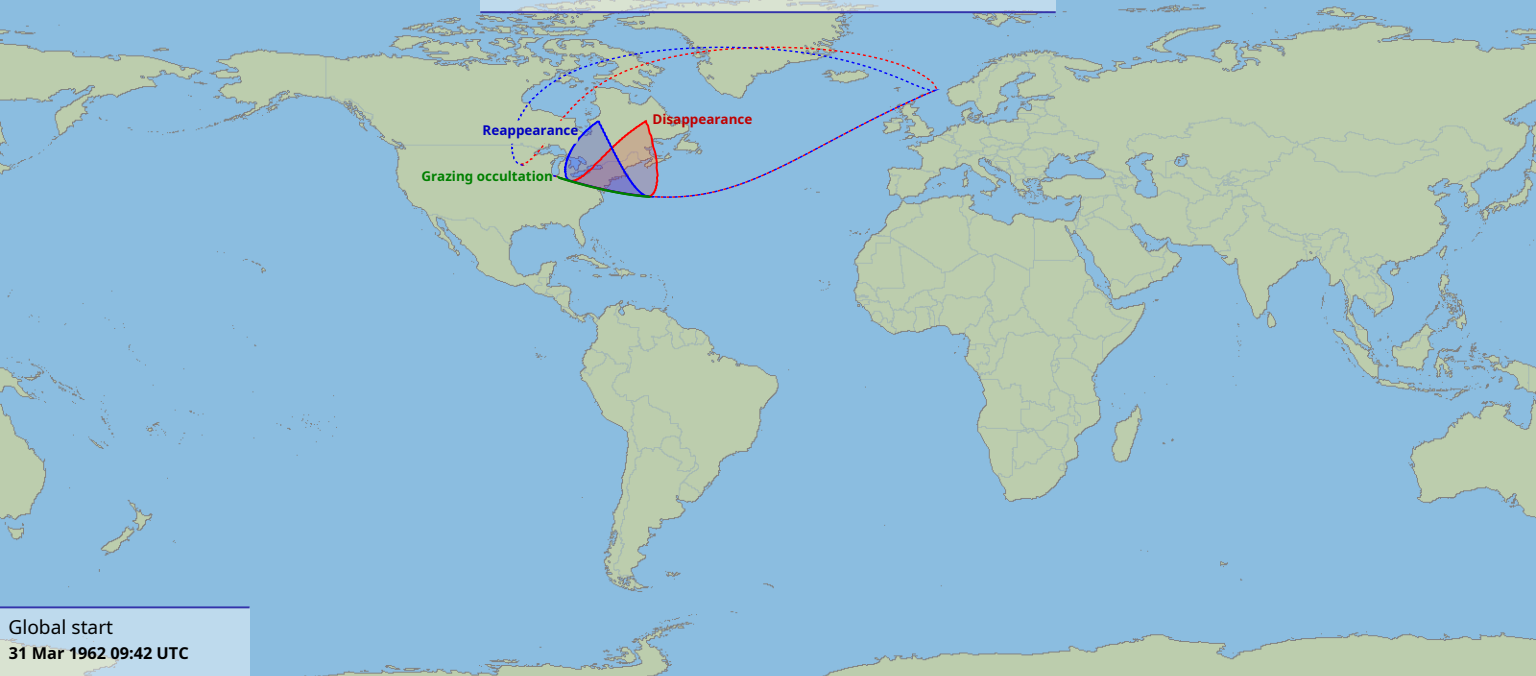 Disappearance
Reappearance
Grazing occultation
Global start
31 Mar 1962 09:42 UTC